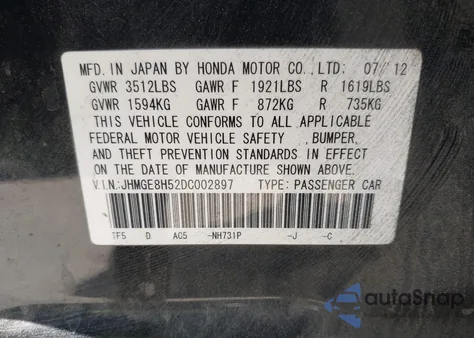 MFD. IN JAPAN BY HONDA MOTOR CO., LTD. 07/12
GVWR 3512LBS GAWR F 1921LBS R 1619LBS
GVWR 1594KG GAWR F 872KG R 735KG
THIS VEHICLE CONFORMS TO ALL APPLICABLE
FEDERAL MOTOR VEHICLE SAFETY, BUMPER,
AND THEFT PREVENTION STANDARDS IN EFFECT
ON THE DATE OF MANUFACTURE SHOWN ABOVE.
V.I.N:JHMGE8H52DC002897 TYPE: PASSENGER CAR
TF5 D AC5 -NH731P -J -C
autoSnap